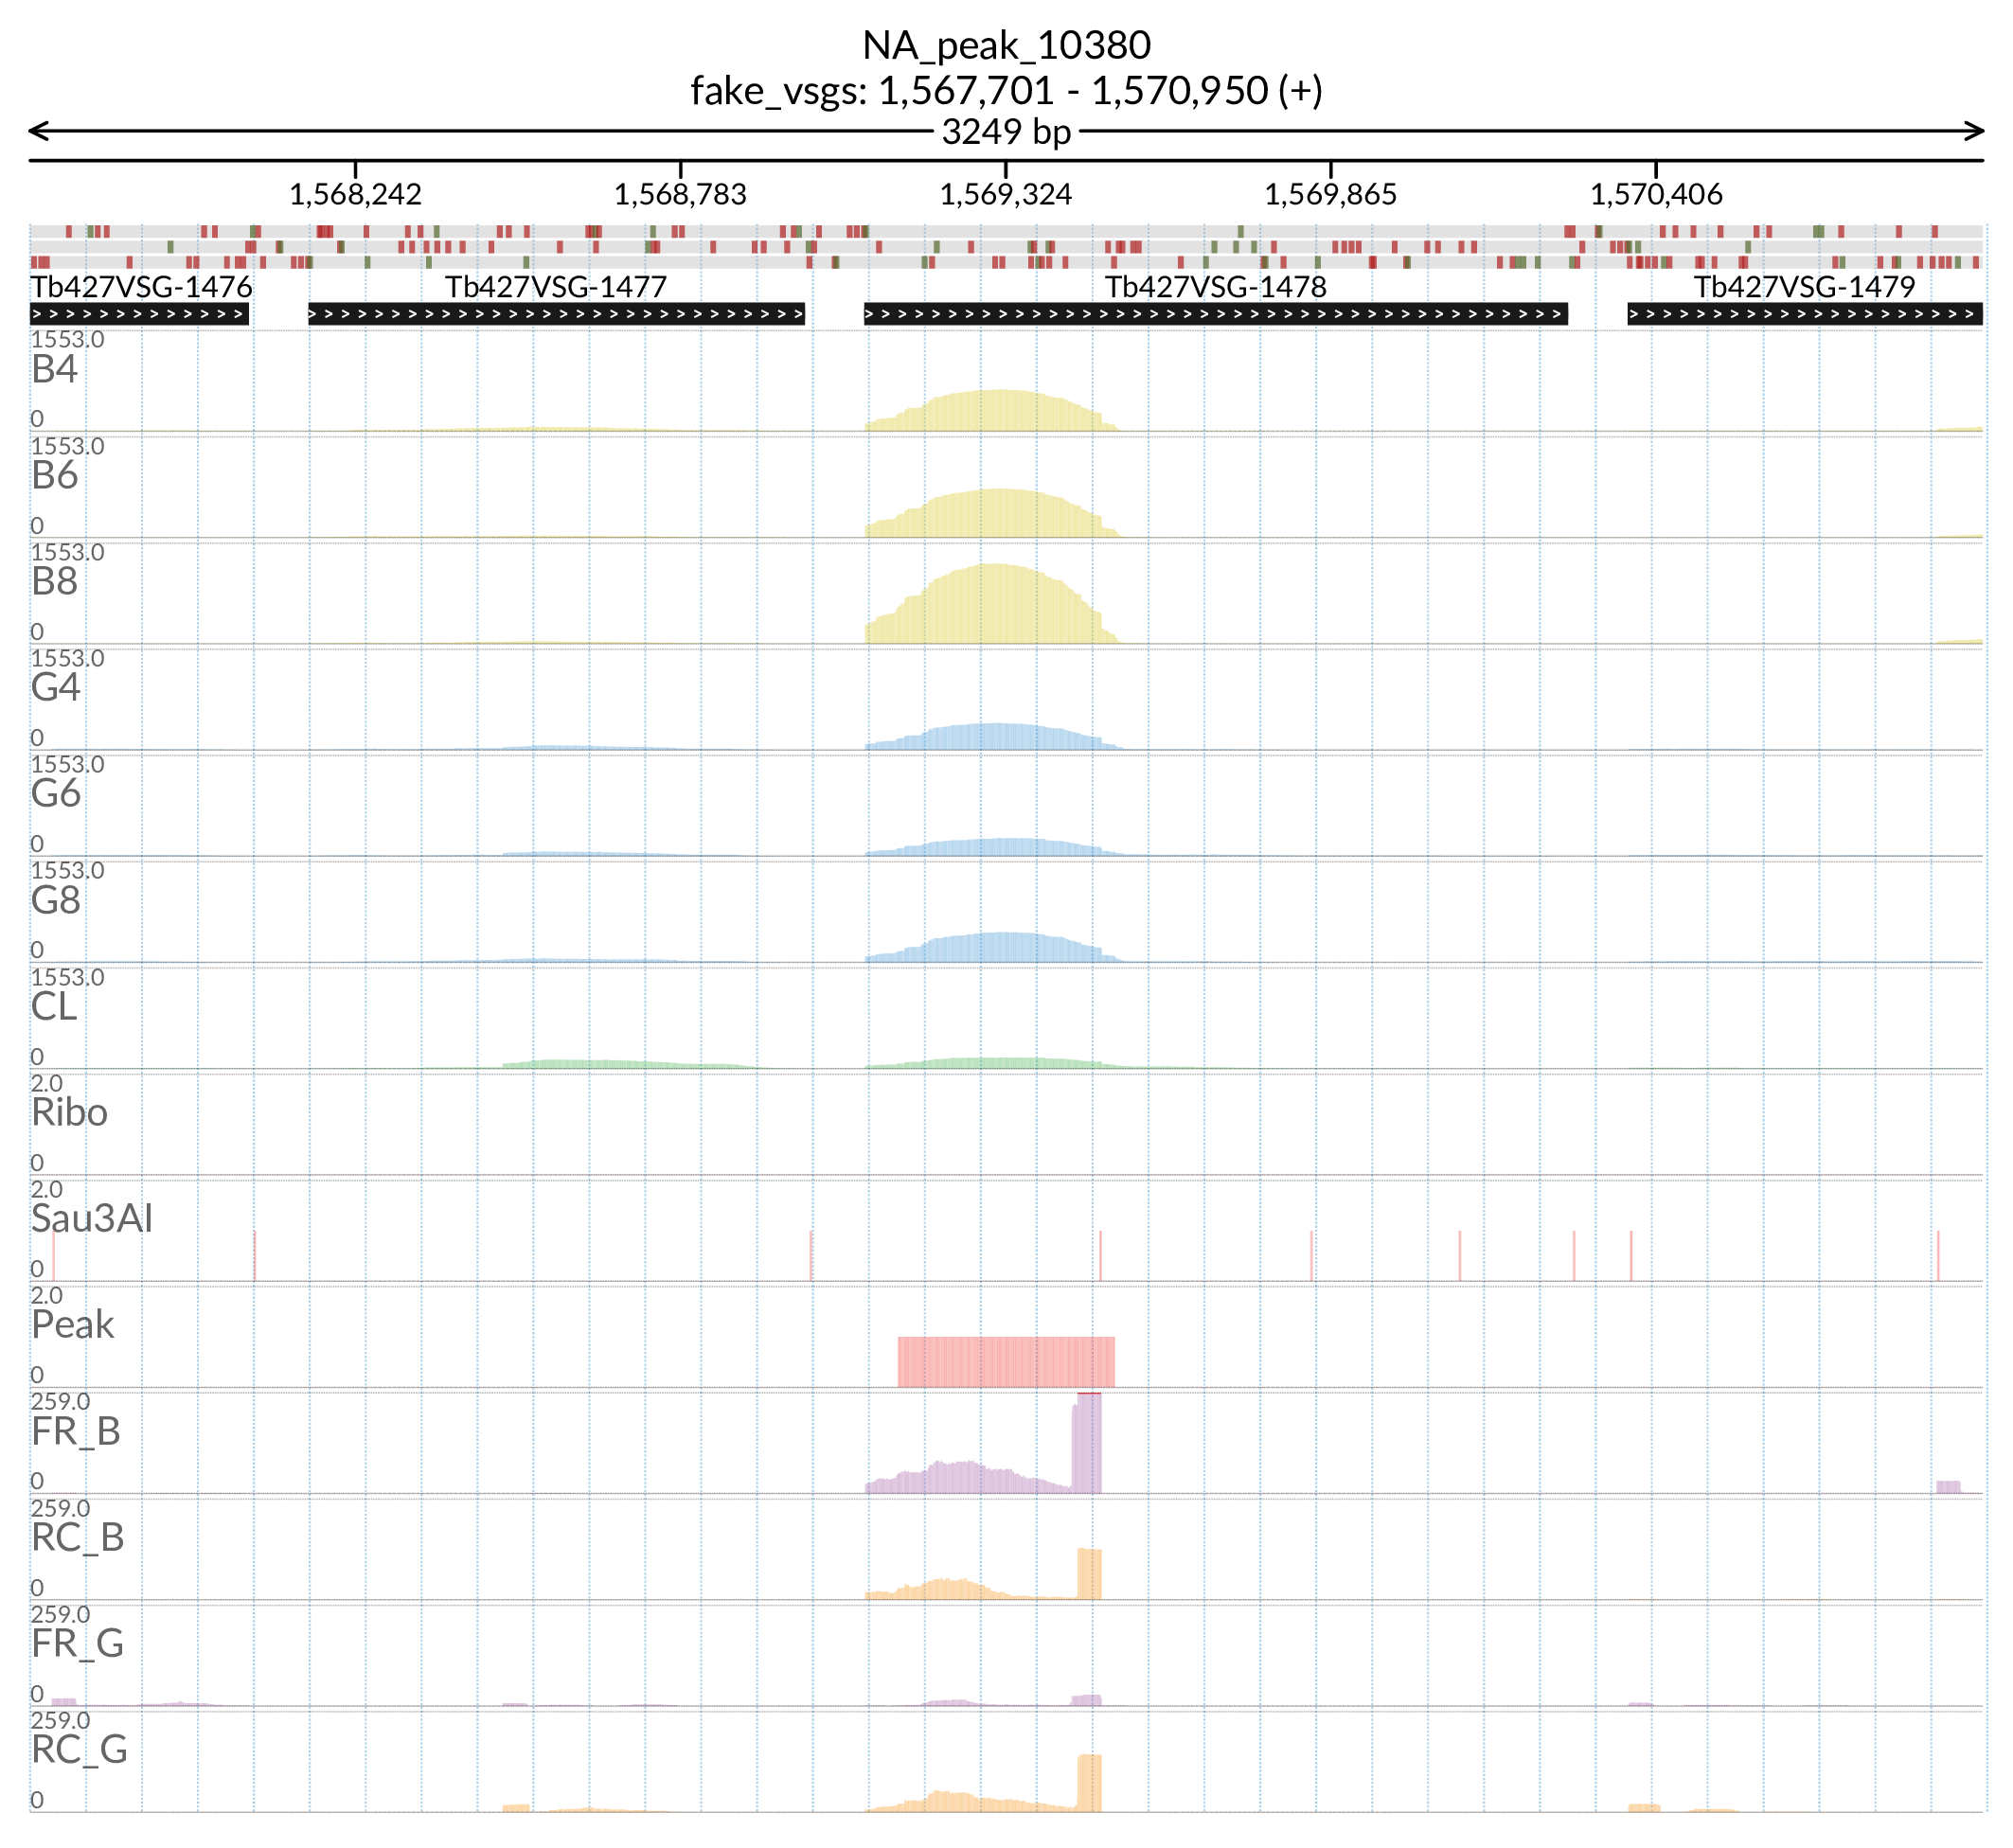 NA_peak_10380
fake_vsgs: 1,567,701 - 1,570,950 (+)
3249 bp
1,568,242 1,568,783 1,569,324 1,569,865 1,570,406
Tb427VSG-1476 Tb427VSG-1477 Tb427VSG-1478 Tb427VSG-1479
1553.0
B4
0
1553.0
B6
0
1553.0
B8
0
1553.0
G4
0
1553.0
G6
0
1553.0
G8
0
1553.0
CL
0
2.0
Ribo
0
2.0
Sau3AI
0
2.0
Peak
0
259.0
FR_B
0
259.0
RC_B
0
259.0
FR_G
0
259.0
RC_G
0